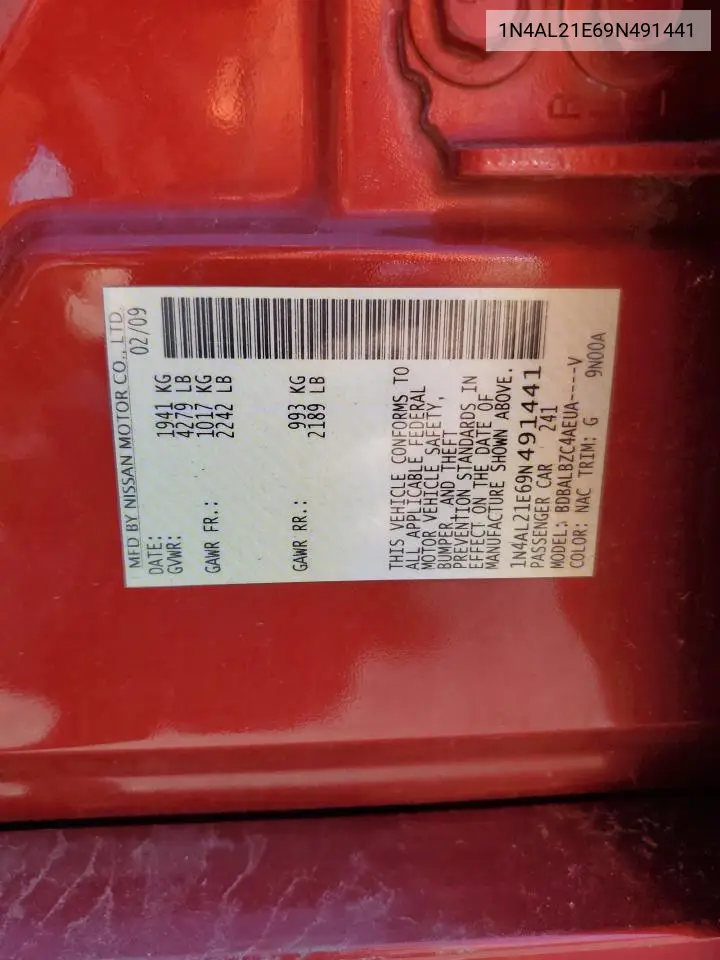 1N4AL21E69N491441
MFD BY NISSAN MOTOR CO., LTD.
DATE: 02/09
GVWR: 1941 KG
4279 LB
GAWR FR.: 1017 KG
2242 LB
GAWR RR.: 993 KG
2189 LB
THIS VEHICLE CONFORMS TO
ALL APPLICABLE FEDERAL
MOTOR VEHICLE SAFETY,
BUMPER, AND THEFT
PREVENTION STANDARDS IN
EFFECT ON THE DATE OF
MANUFACTURE SHOWN ABOVE.
1N4AL21E69N491441
PASSENGER CAR 241
MODEL: BDBALBZC4AEUA----V
COLOR: NAC TRIM: G 9N00A